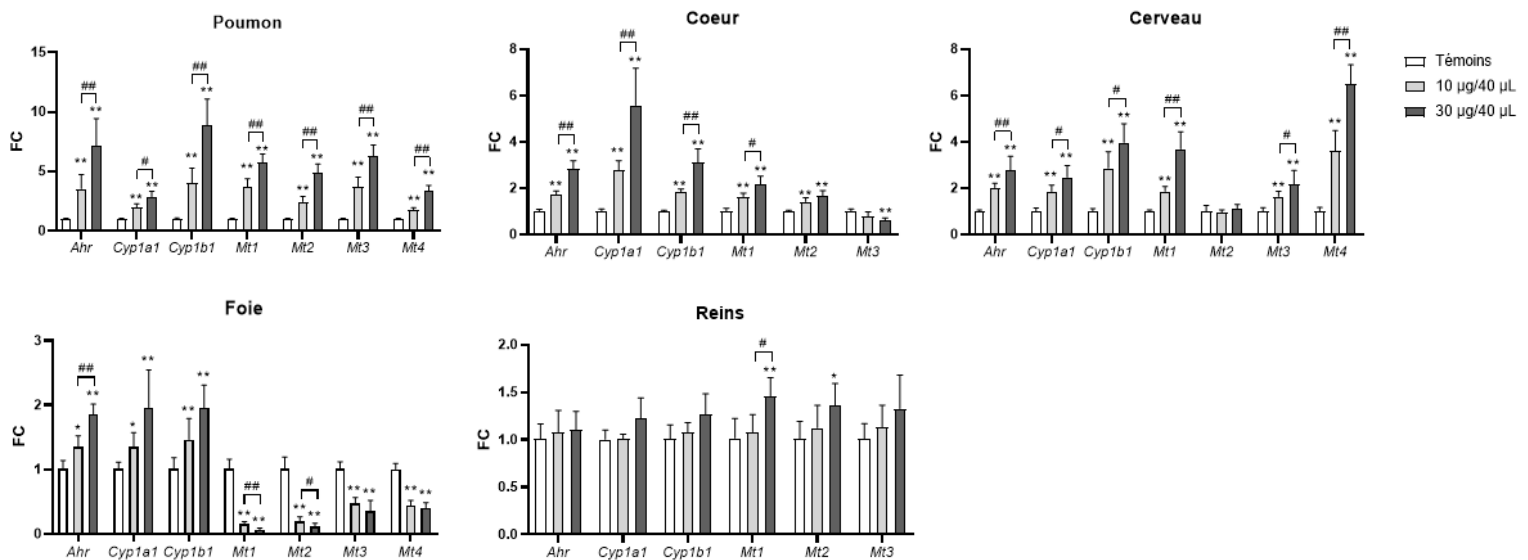 Poumon
FC
15
10
5
0
## ** **
# ** **
## ** **
## ** **
## ** **
## ** **
## ** **
Ahr Cyp1a1 Cyp1b1 Mt1 Mt2 Mt3 Mt4
Coeur
FC
8
6
4
2
0
## ** **
## ** **
## ** **
# ** **
** **
**
Ahr Cyp1a1 Cyp1b1 Mt1 Mt2 Mt3
Cerveau
FC
8
6
4
2
0
## ** **
# ** **
# ** **
## ** **
# ** **
## ** **
Ahr Cyp1a1 Cyp1b1 Mt1 Mt2 Mt3 Mt4
Témoins
10 µg/40 µL
30 µg/40 µL
Foie
FC
3
2
1
0
## * **
* **
** **
## ** **
# ** **
** **
** **
Ahr Cyp1a1 Cyp1b1 Mt1 Mt2 Mt3 Mt4
Reins
FC
2.0
1.5
1.0
0.5
0.0
# **
*
Ahr Cyp1a1 Cyp1b1 Mt1 Mt2 Mt3